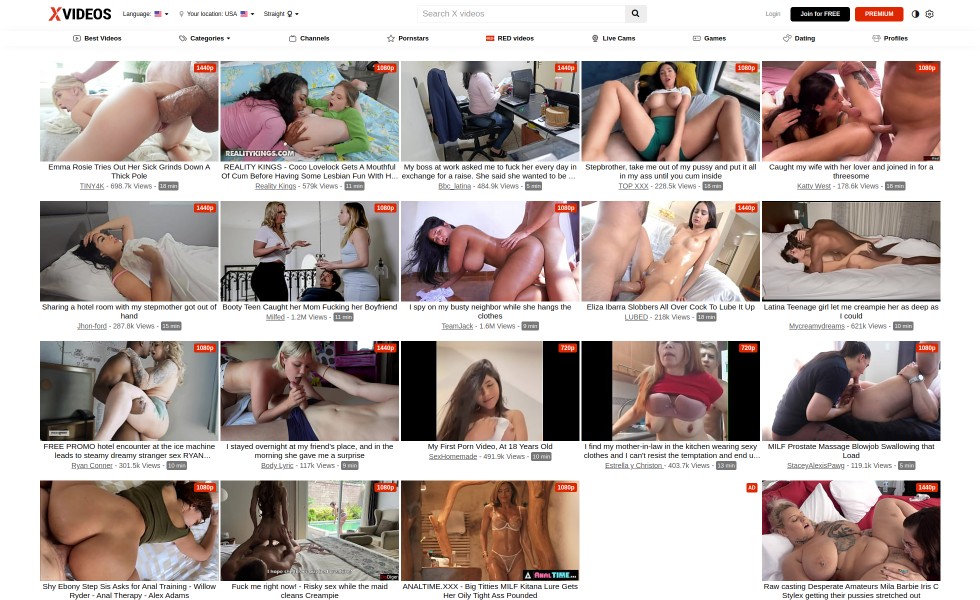 XVIDEOS
Language:
Your location: USA
Straight
Search X videos
Login
Join for FREE
PREMIUM
Best Videos
Categories
Channels
Pornstars
RED videos
Live Cams
Games
Dating
Profiles
1440p
Emma Rosie Tries Out Her Sick Grinds Down A
Thick Pole
TINY4K - 698.7k Views - 18 min
1080p
REALITYKINGS.COM
REALITY KINGS - Coco Lovelock Gets A Mouthful
Of Cum Before Having Some Lesbian Fun With H...
Reality Kings - 579k Views - 11 min
1440p
My boss at work asked me to fuck her every day in
exchange for a raise. She said she wanted to be ...
Bbc_latina - 484.9k Views - 5 min
1080p
Stepbrother, take me out of my pussy and put it all
in my ass until you cum inside
TOP XXX - 228.5k Views - 18 min
1080p
Caught my wife with her lover and joined in for a
threesome
Katty West - 178.6k Views - 18 min
1440p
Sharing a hotel room with my stepmother got out of
hand
Jhon-ford - 287.8k Views - 15 min
1080p
Booty Teen Caught her Mom Fucking her Boyfriend
Milfed - 1.2M Views - 11 min
1080p
I spy on my busty neighbor while she hangs the
clothes
TeamJack - 1.6M Views - 8 min
1440p
Eliza Ibarra Slobbers All Over Cock To Lube It Up
LUBED - 218k Views - 18 min
Latina Teenage girl let me creampie her as deep as
I could
Mycreamydreams - 621k Views - 10 min
1080p
FREE PROMO hotel encounter at the ice machine
leads to steamy dreamy stranger sex RYAN...
Ryan Conner - 301.5k Views - 10 min
1440p
I stayed overnight at my friend's place, and in the
morning she gave me a surprise
Body Lyric - 117k Views - 9 min
720p
My First Porn Video, At 18 Years Old
SexHomemade - 491.9k Views - 10 min
720p
I find my mother-in-law in the kitchen wearing sexy
clothes and I can't resist the temptation and end u...
Estrella y Christon - 403.7k Views - 13 min
1080p
MILF Prostate Massage Blowjob Swallowing that
Load
StaceyAlexisPawg - 119.1k Views - 5 min
1080p
Shy Ebony Step Sis Asks for Anal Training - Willow
Ryder - Anal Therapy - Alex Adams
1080p
Fuck me right now! - Risky sex while the maid
cleans Creampie
1080p
ANALTIME...
ANALTIME.XXX - Big Titties MILF Kitana Lure Gets
Her Oily Tight Ass Pounded
AD
1440p
Raw casting Desperate Amateurs Mila Barbie Iris C
Stylex getting their pussies stretched out